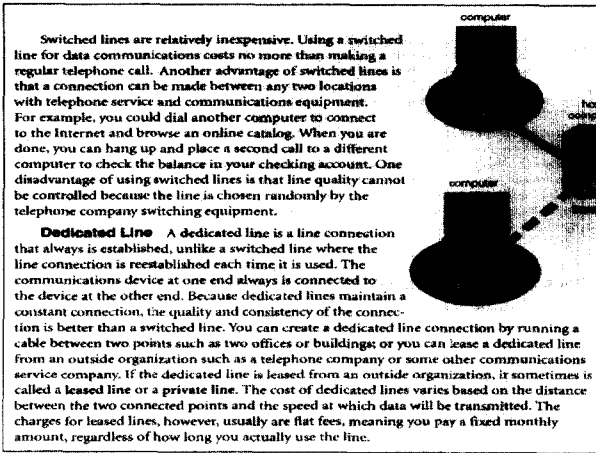 computer
Switched lines are relatively inexpensive. Using a switched
line for data communications costs no more than making a
regular telephone call. Another advantage of switched lines is
that a connection can be made between any two locations
with telephone service and communications equipment.
For example, you could dial another computer to connect
to the Internet and browse an online catalog. When you are
done, you can hang up and place a second call to a different
computer to check the balance in your checking account. One
disadvantage of using switched lines is that line quality cannot
be controlled because the line is chosen randomly by the
telephone company switching equipment.
computer
Dedicated Line A dedicated line is a line connection
that always is established, unlike a switched line where the
line connection is reestablished each time it is used. The
communications device at one end always is connected to
the device at the other end. Because dedicated lines maintain a
constant connection, the quality and consistency of the connec-
tion is better than a switched line. You can create a dedicated line connection by running a
cable between two points such as two offices or buildings; or you can lease a dedicated line
from an outside organization such as a telephone company or some other communications
service company. If the dedicated line is leased from an outside organization, it sometimes is
called a leased line or a private line. The cost of dedicated lines varies based on the distance
between the two connected points and the speed at which data will be transmitted. The
charges for leased lines, however, usually are flat fees, meaning you pay a fixed monthly
amount, regardless of how long you actually use the line.